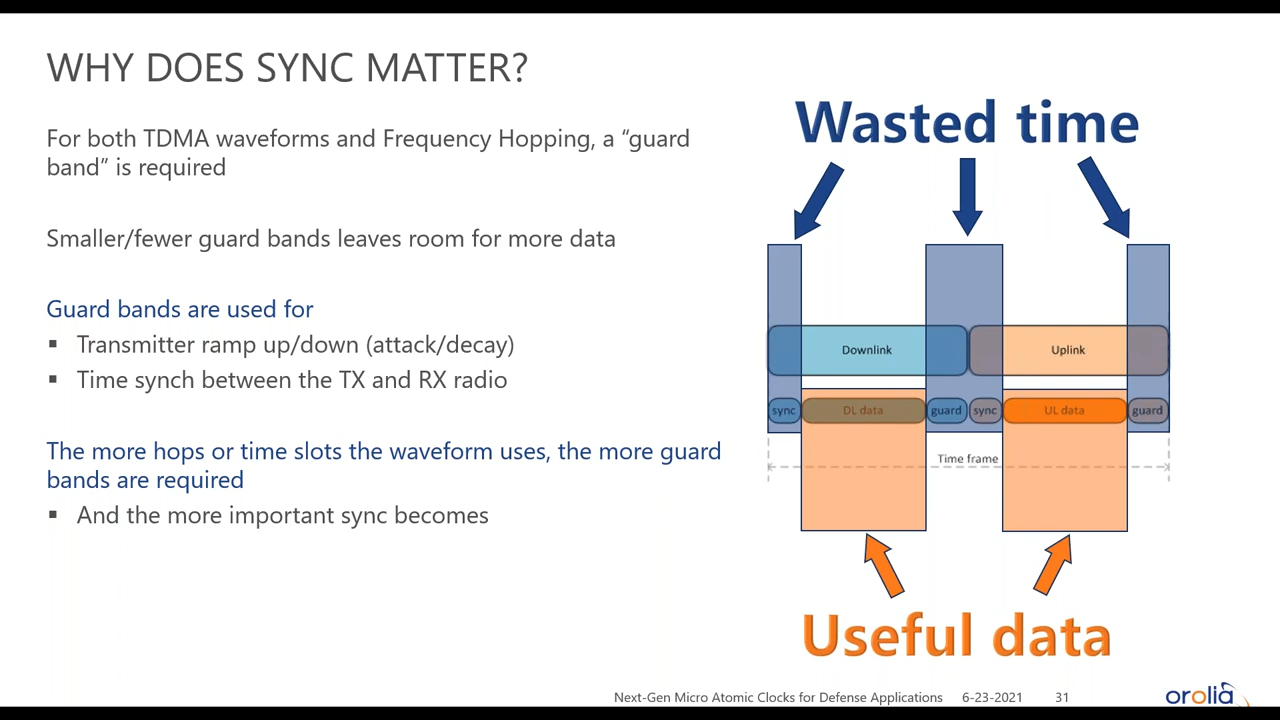 WHY DOES SYNC MATTER?
For both TDMA waveforms and Frequency Hopping, a “guard
band” is required
Smaller/fewer guard bands leaves room for more data
Guard bands are used for
▪ Transmitter ramp up/down (attack/decay)
▪ Time synch between the TX and RX radio
The more hops or time slots the waveform uses, the more guard
bands are required
▪ And the more important sync becomes
Wasted time
Downlink Uplink
sync DL data guard sync UL data guard
Time frame
Useful data
Next-Gen Micro Atomic Clocks for Defense Applications 6-23-2021 31
orolia